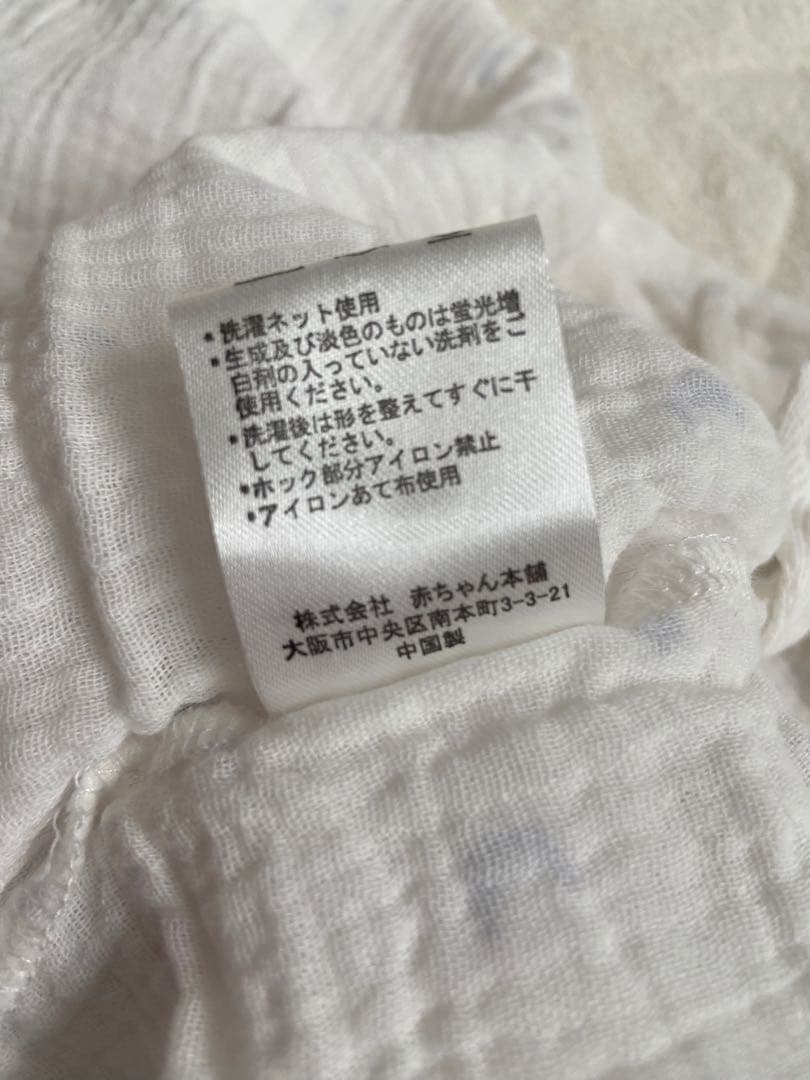 ・洗濯ネット使用
・生成及び淡色のものは蛍光増
白剤の入っていない洗剤をご
使用ください。
・洗濯後は形を整えてすぐに干
してください。
・ホック部分アイロン禁止
・アイロンあて布使用
株式会社 赤ちゃん本舗
大阪市中央区南本町3-3-21
中国製